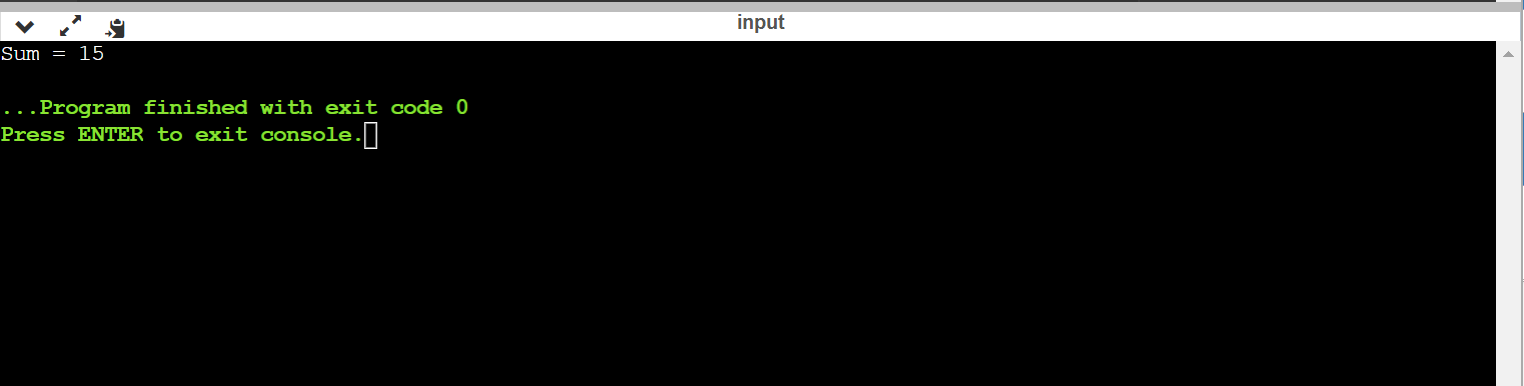 input
Sum = 15
...Program finished with exit code 0
Press ENTER to exit console.